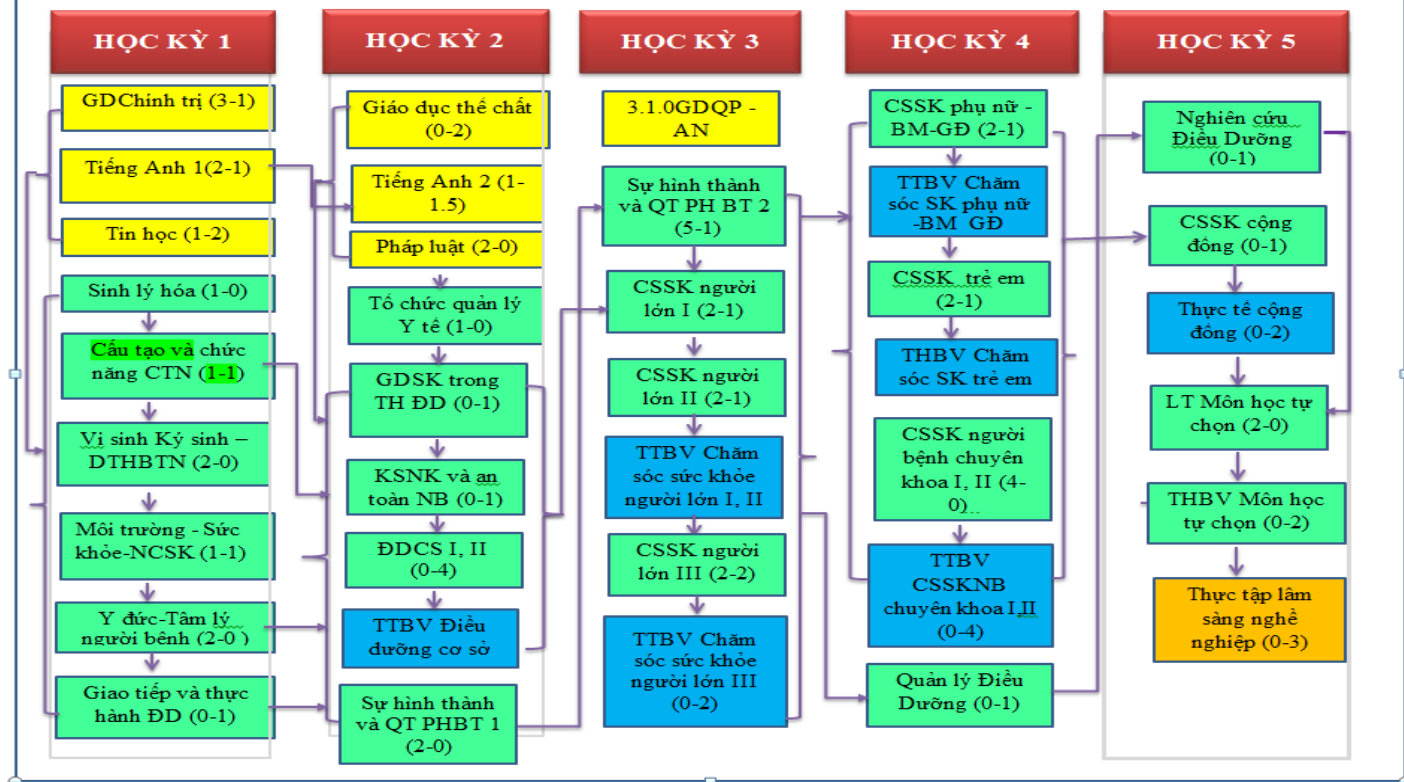 HỌC KỲ 1
GDChính trị (3-1)
Tiếng Anh 1(2-1)
Tin học (1-2)
Sinh lý hóa (1-0)
Cấu tạo và chức
năng CTN (1-1)
Vi sinh Ký sinh –
DTHBTN (2-0)
Môi trường - Sức
khỏe-NCSK (1-1)
Y đức-Tâm lý
người bệnh (2-0 )
Giao tiếp và thực
hành ĐD (0-1)
HỌC KỲ 2
Giáo dục thể chất
(0-2)
Tiếng Anh 2 (1-
1.5)
Pháp luật (2-0)
Tổ chức quản lý
Y tế (1-0)
GDSK trong
TH ĐD (0-1)
KSNK và an
toàn NB (0-1)
ĐDCS I, II
(0-4)
TTBV Điều
dưỡng cơ sở
Sự hình thành
và QT PHBT 1
(2-0)
HỌC KỲ 3
3.1.0GDQP -
AN
Sự hình thành
và QT PH BT 2
(5-1)
CSSK người
lớn I (2-1)
CSSK người
lớn II (2-1)
TTBV Chăm
sóc sức khỏe
người lớn I, II
CSSK người
lớn III (2-2)
TTBV Chăm
sóc sức khỏe
người lớn III
(0-2)
HỌC KỲ 4
CSSK phụ nữ -
BM-GĐ (2-1)
TTBV Chăm
sóc SK phụ nữ
-BM GĐ
CSSK trẻ em
(2-1)
THBV Chăm
sóc SK trẻ em
CSSK người
bệnh chuyên
khoa I, II (4-
0)..
TTBV
CSSKNB
chuyên khoa I,II
(0-4)
Quản lý Điều
Dưỡng (0-1)
HỌC KỲ 5
Nghiên cứu
Điều Dưỡng
(0-1)
CSSK cộng
đồng (0-1)
Thực tế cộng
đồng (0-2)
LT Môn học tự
chọn (2-0)
THBV Môn học
tự chọn (0-2)
Thực tập lâm
sàng nghề
nghiệp (0-3)